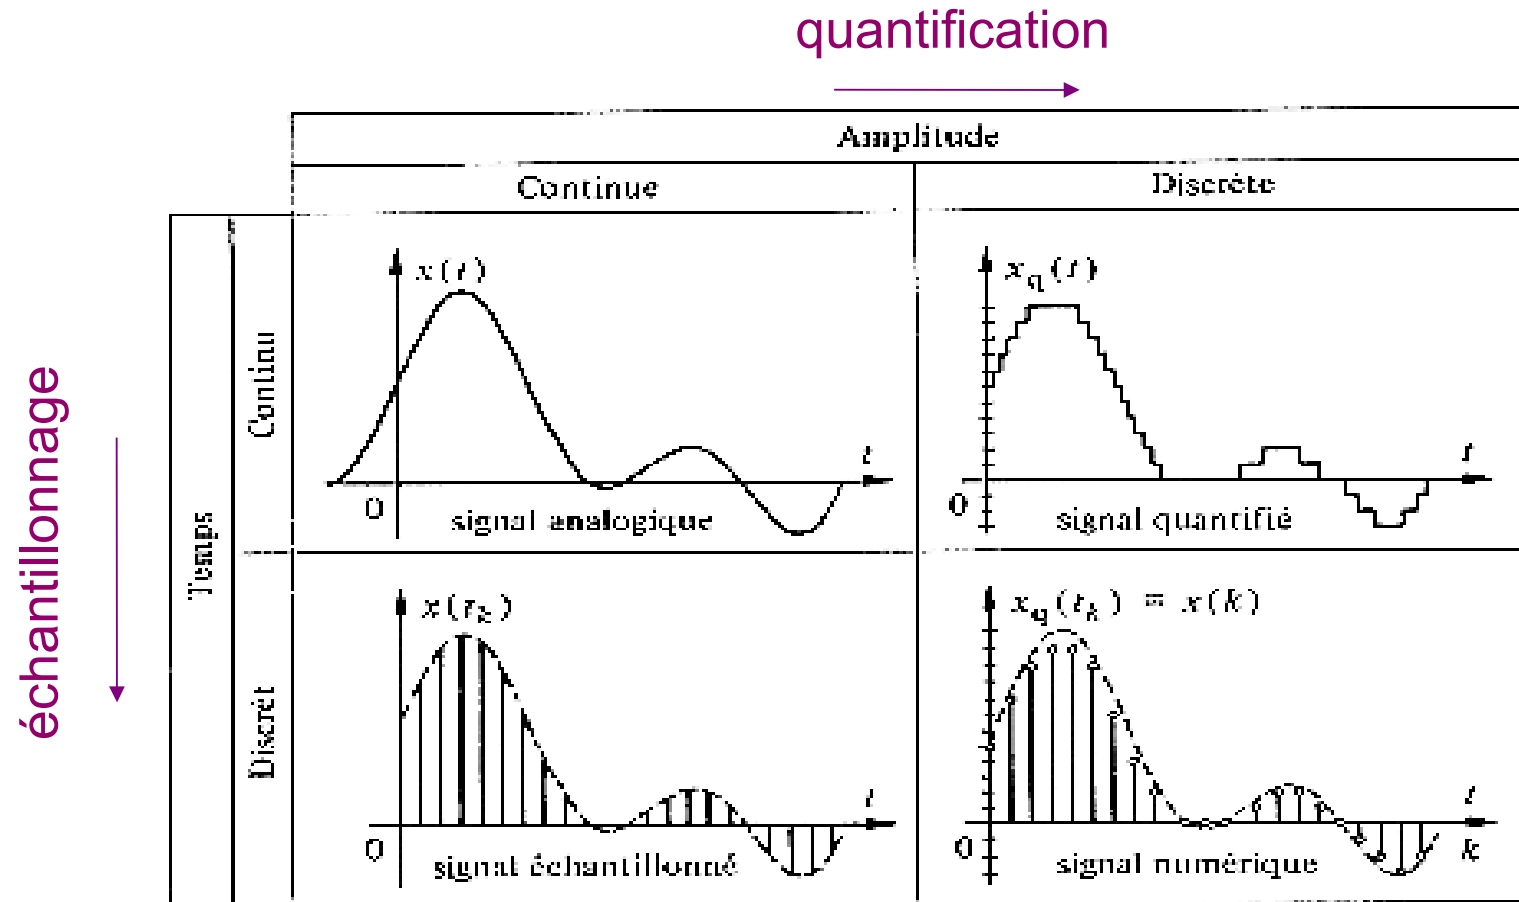 quantification
Amplitude
Continue
Discrète
échantillonnage
Temps
Continu
x(t)
t
0
signal analogique
x_q(t)
t
0
signal quantifié
Discrét
x(t_k)
t
0
signal échantillonné
x_q(t_k) = x(k)
t
0
k
signal numérique